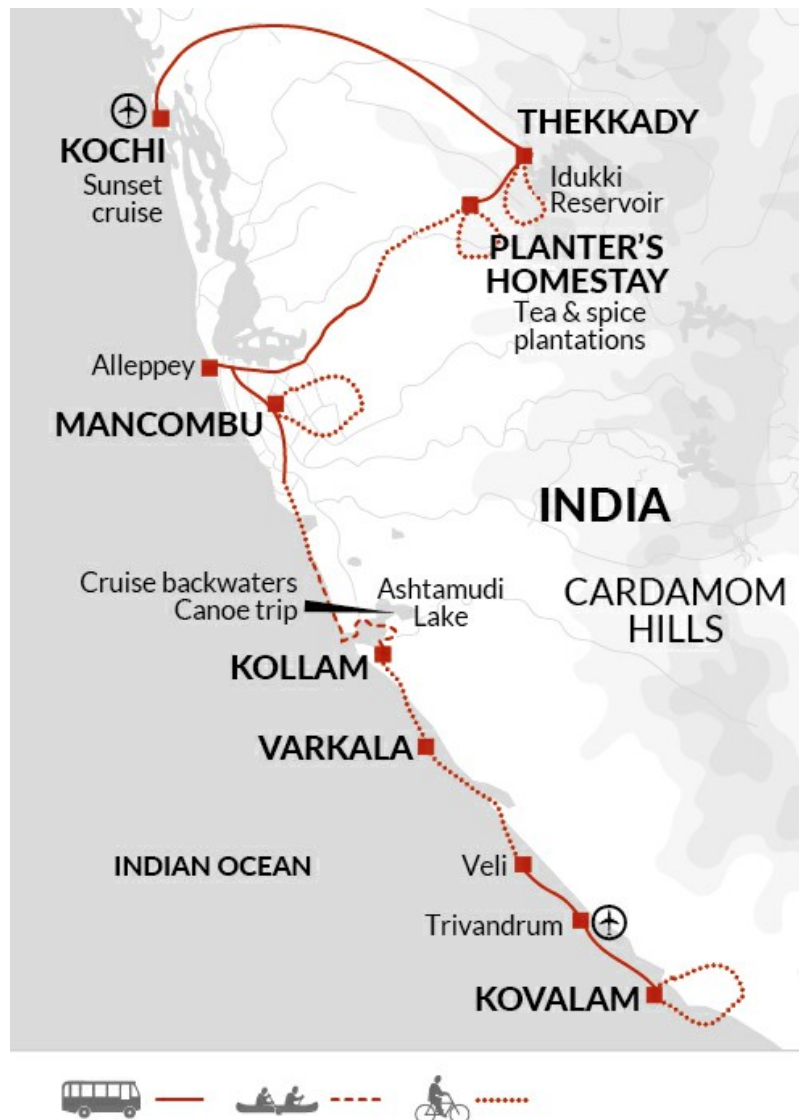 THEKKADY
KOCHI
Sunset
cruise
Idukki
Reservoir
PLANTER'S
HOMESTAY
Tea & spice
plantations
Alleppey
MANCOMBU
INDIA
Cruise backwaters
Canoe trip
Ashtamudi
Lake
CARDAMOM
HILLS
KOLLAM
VARKALA
INDIAN OCEAN
Veli
Trivandrum
KOVALAM